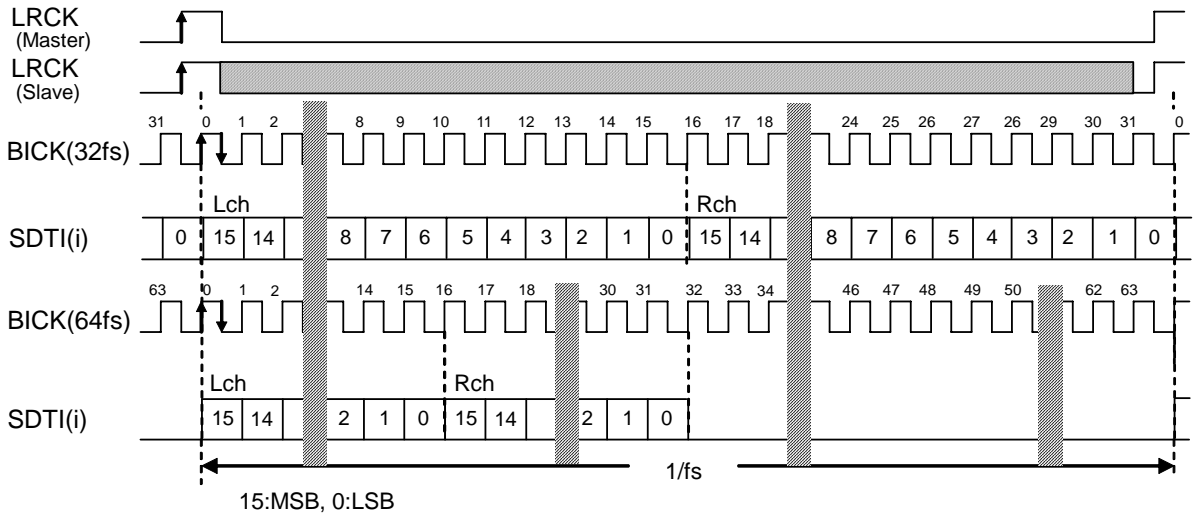 LRCK
(Master)
LRCK
(Slave)
31 0 1 2 8 9 10 11 12 13 14 15 16 17 18 24 25 26 27 26 29 30 31 0
BICK(32fs)
Lch Rch
SDTI(i) 0 15 14 8 7 6 5 4 3 2 1 0 15 14 8 7 6 5 4 3 2 1 0
63 0 1 2 14 15 16 17 18 30 31 32 33 34 46 47 48 49 50 62 63
BICK(64fs)
Lch Rch
SDTI(i) 15 14 2 1 0 15 14 2 1 0
1/fs
15:MSB, 0:LSB